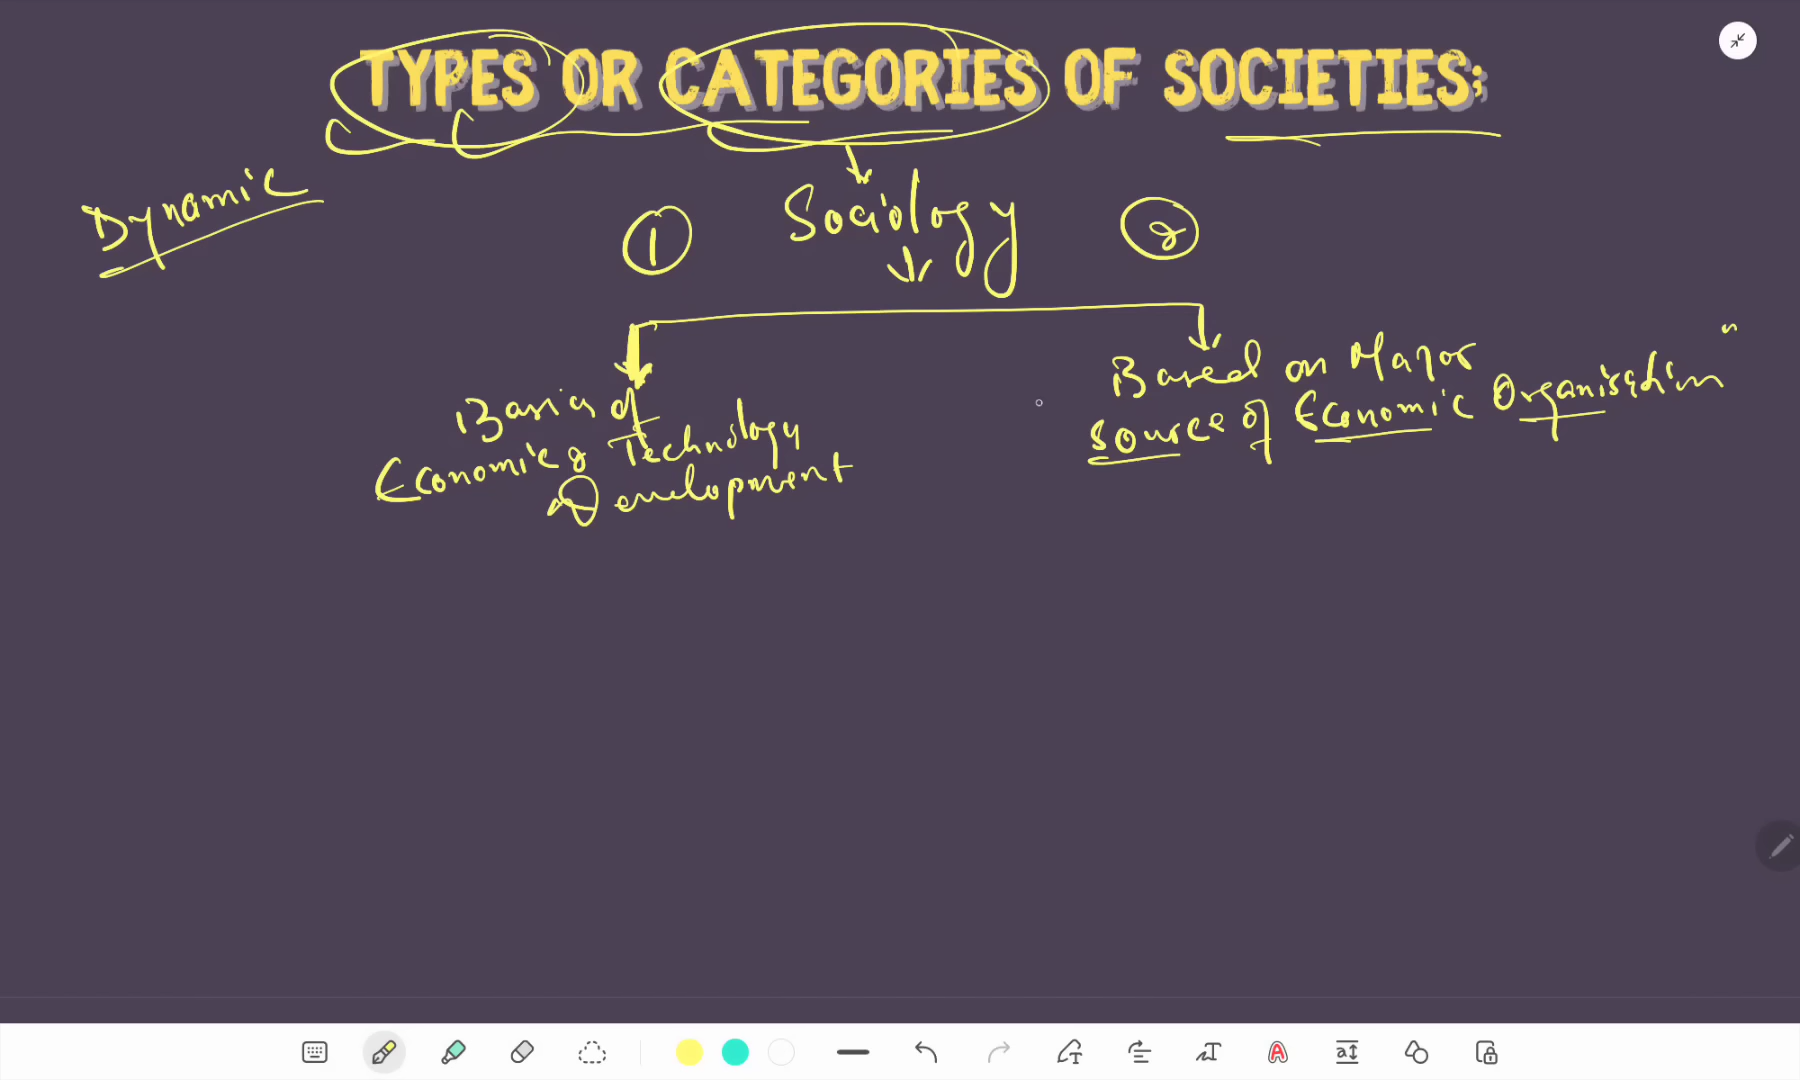 TYPES OR CATEGORIES OF SOCIETIES:
Dynamic
Sociology
1
2
Basics of
Economic & Technology
Development
Based on Major
source of Economic Organisation "